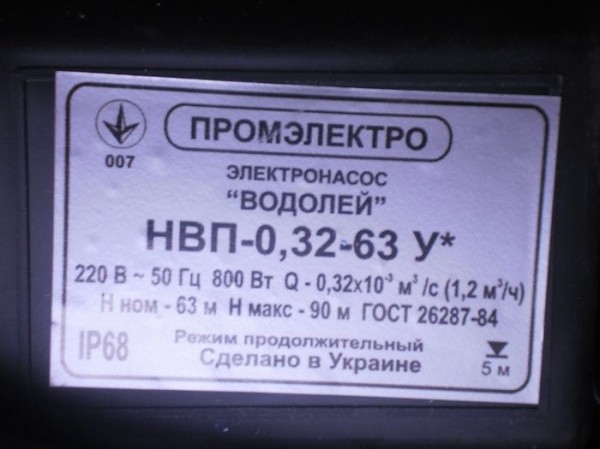 ПРОМЭЛЕКТРО
007
ЭЛЕКТРОНАСОС
“ВОДОЛЕЙ”
НВП-0,32-63 У*
220 В ~ 50 Гц 800 Вт Q - 0,32х10⁻³ м³/с (1,2 м³/ч)
Н ном - 63 м Н макс - 90 м ГОСТ 26287-84
IP68
Режим продолжительный
Сделано в Украине
5 м